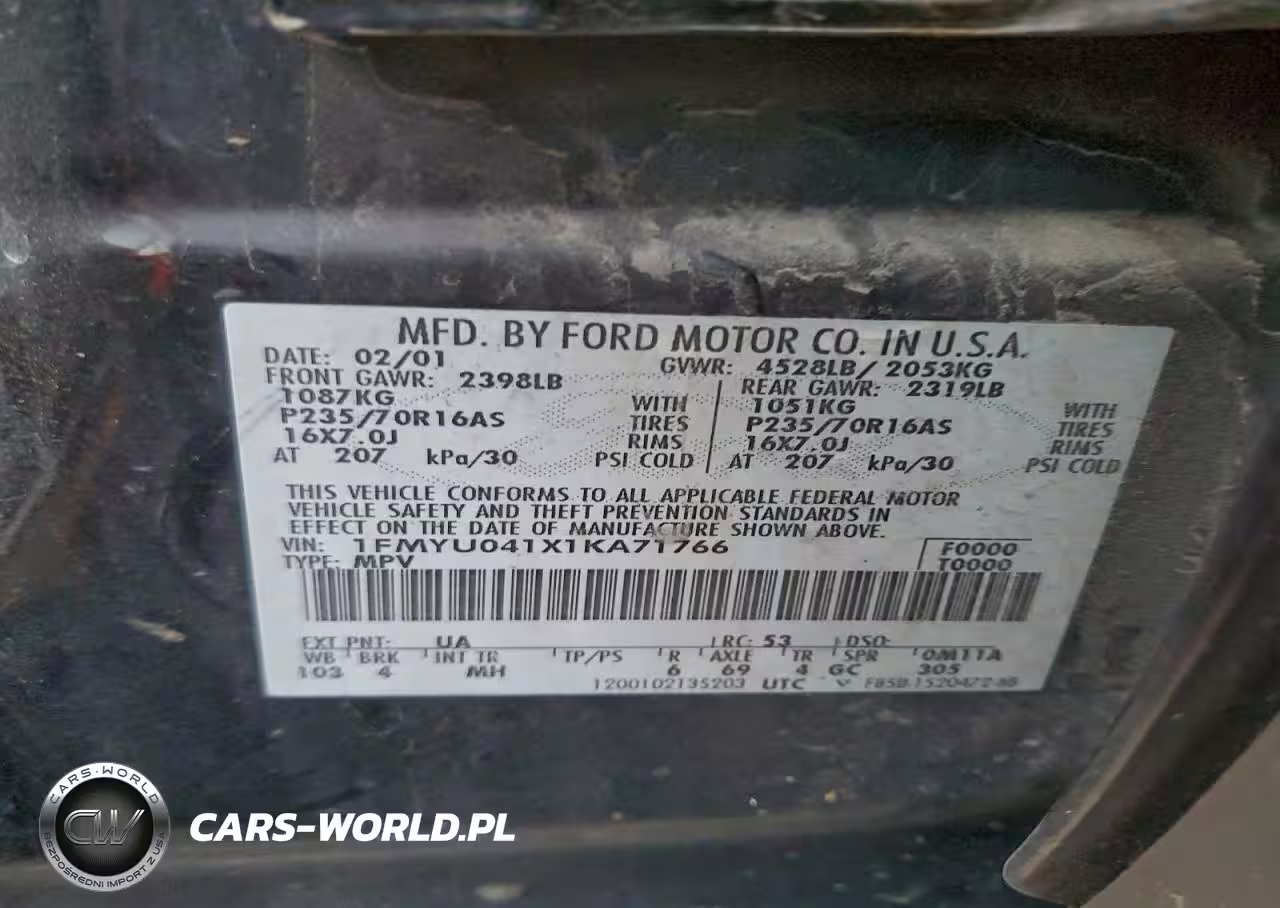 MFD. BY FORD MOTOR CO. IN U.S.A.
DATE: 02/01 GVWR: 4528LB/ 2053KG
FRONT GAWR: 2398LB REAR GAWR: 2319LB
1087KG WITH 1051KG WITH
P235/70R16AS TIRES P235/70R16AS TIRES
16X7.0J RIMS 16X7.0J RIMS
AT 207 kPa/30 PSI COLD AT 207 kPa/30 PSI COLD
THIS VEHICLE CONFORMS TO ALL APPLICABLE FEDERAL MOTOR
VEHICLE SAFETY AND THEFT PREVENTION STANDARDS IN
EFFECT ON THE DATE OF MANUFACTURE SHOWN ABOVE.
VIN: 1FMYU041X1KA71766 F0000
TYPE: MPV T0000
EXT PNT: UA RC: 53 DSO:
WB BRK INT TR TP/PS R AXLE TR SPR OM11A
103 4 MH 6 69 4 GC 305
1200102135203 UTC
CARS-WORLD
CW
BEZPOŚREDNI IMPORT Z USA
CARS-WORLD.PL